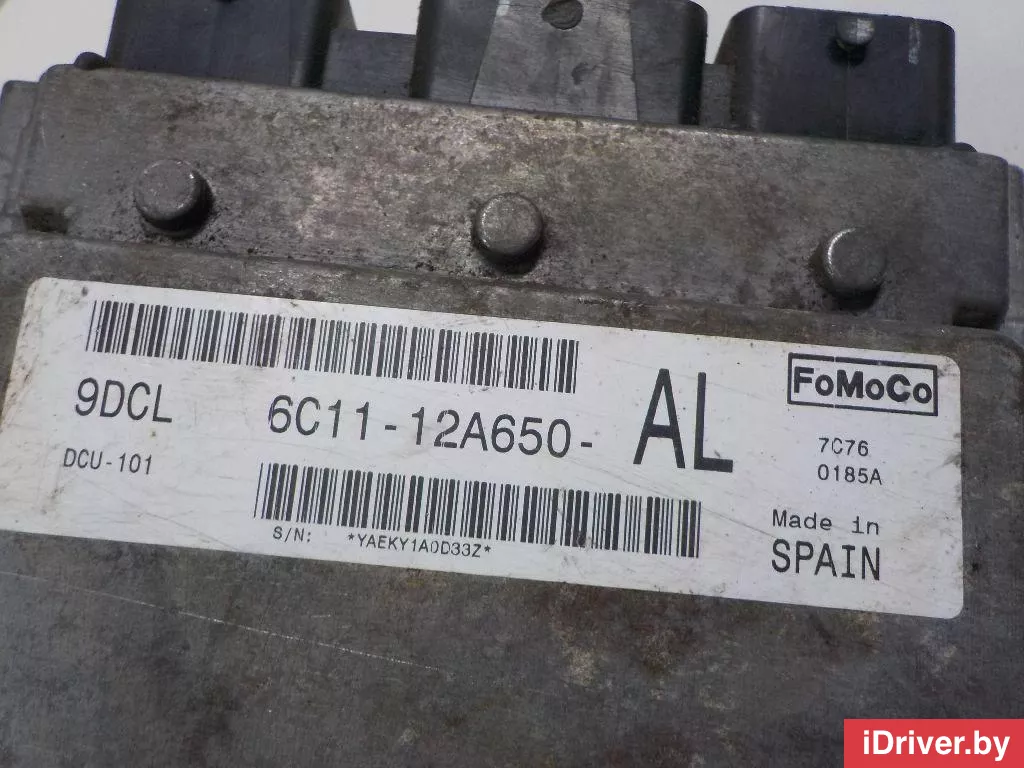 9DCL 6C11-12A650- AL
DCU-101
FoMoCo
7C76
0185A
S/N: *YAEKY1A0D33Z*
Made in
SPAIN
iDriver.by